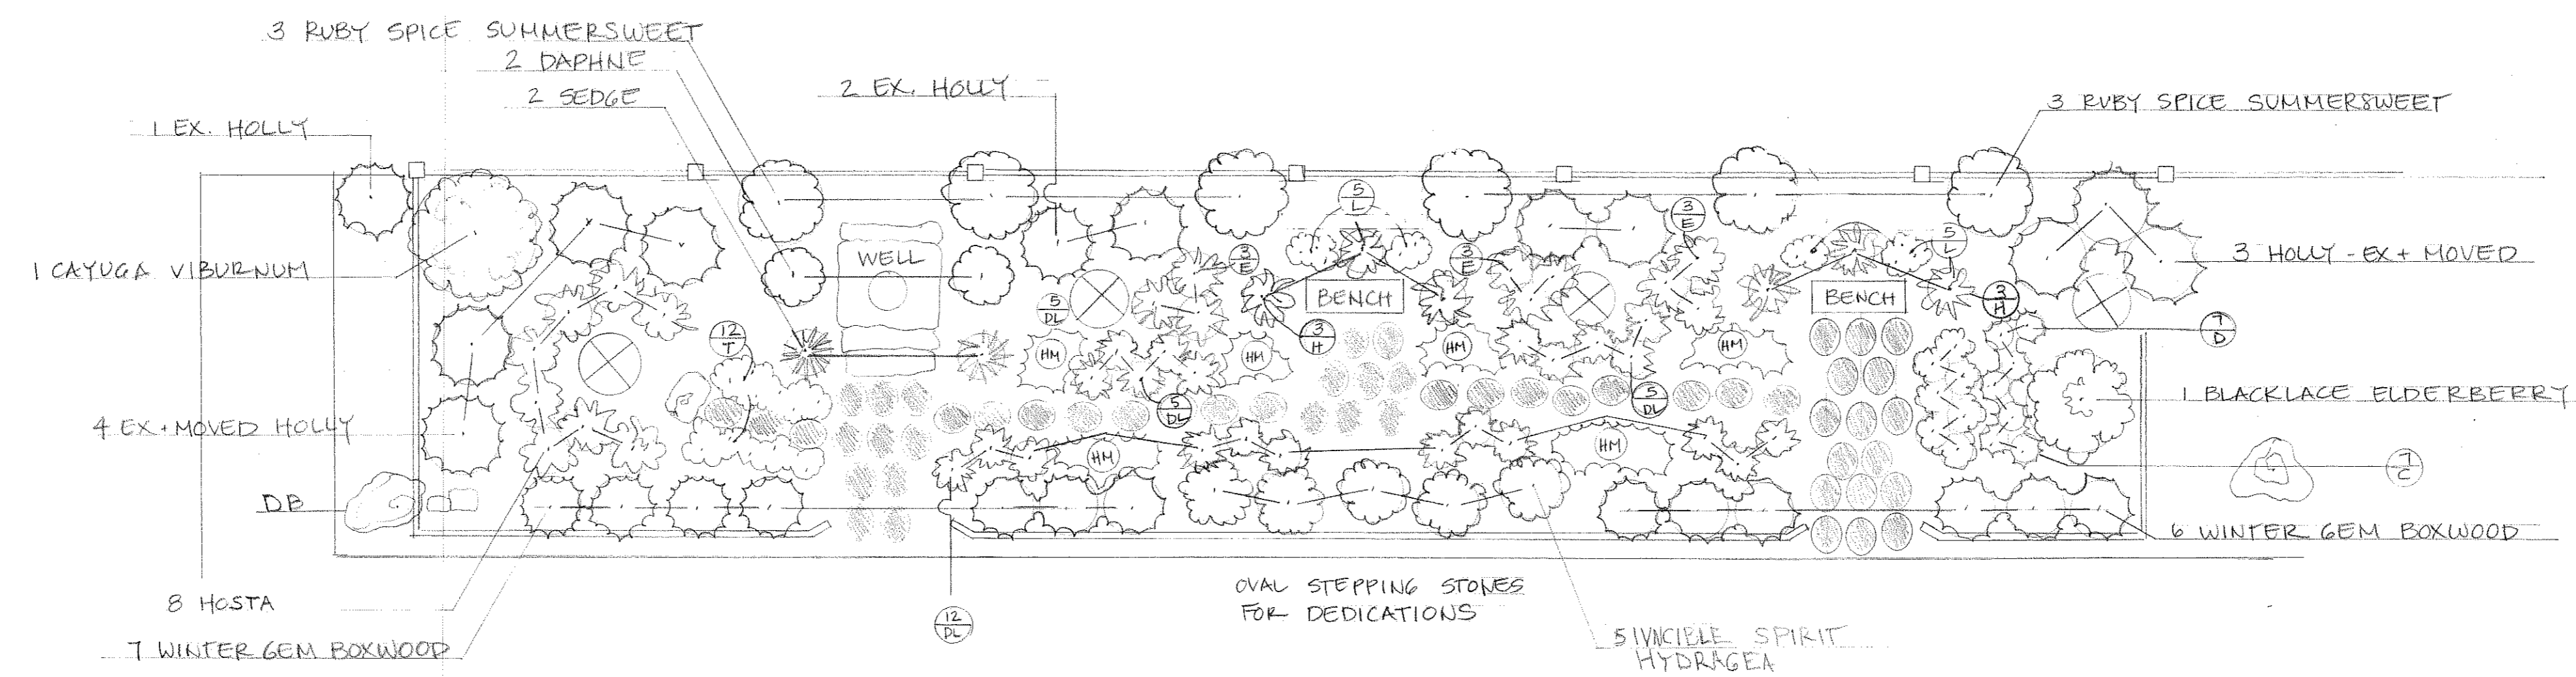 3 RUBY SPICE SUMMERSWEET
2 DAPHNE
2 SEDGE
2 EX. HOLLY
3 RUBY SPICE SUMMERSWEET
1 EX. HOLLY
5
L
3
E
5
L
3
E
3
E
WELL
1 CAYUGA VIBURNUM
3 HOLLY - EX + MOVED
BENCH
BENCH
5
DL
3
H
3
H
7
D
12
T
HM
HM
HM
HM
1 BLACKLACE ELDERBERRY
5
DL
5
DL
4 EX + MOVED HOLLY
HM
HM
7
C
DB
6 WINTER GEM BOXWOOD
8 HOSTA
OVAL STEPPING STONES
FOR DEDICATIONS
12
DL
7 WINTER GEM BOXWOOD
5 IVNCIBLE SPIRIT
HYDRAGEA